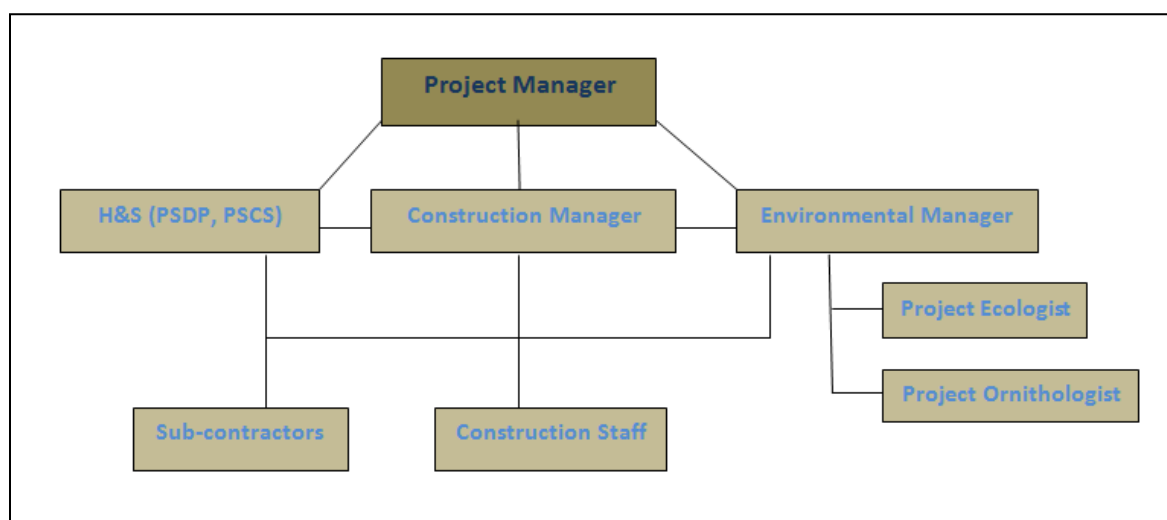 Project Manager
H&S (PSDP, PSCS)
Construction Manager
Environmental Manager
Project Ecologist
Project Ornithologist
Sub-contractors
Construction Staff